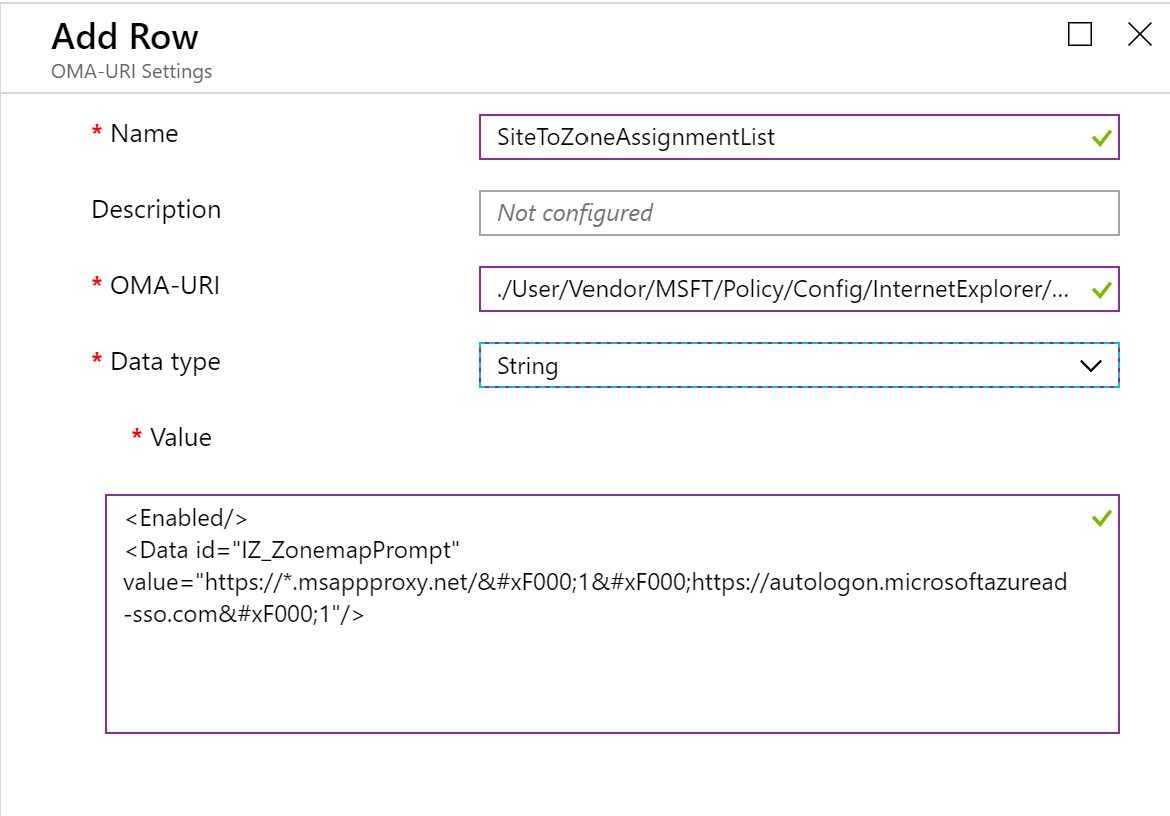 Add Row
OMA-URI Settings
* Name
SiteToZoneAssignmentList
Description
Not configured
* OMA-URI
./User/Vendor/MSFT/Policy/Config/InternetExplorer/...
* Data type
String
* Value
<Enabled/>
<Data id="IZ_ZonemapPrompt"
value="https://*.msappproxy.net/&#xF000;1&#xF000;https://autologon.microsoftazuread
-sso.com&#xF000;1"/>